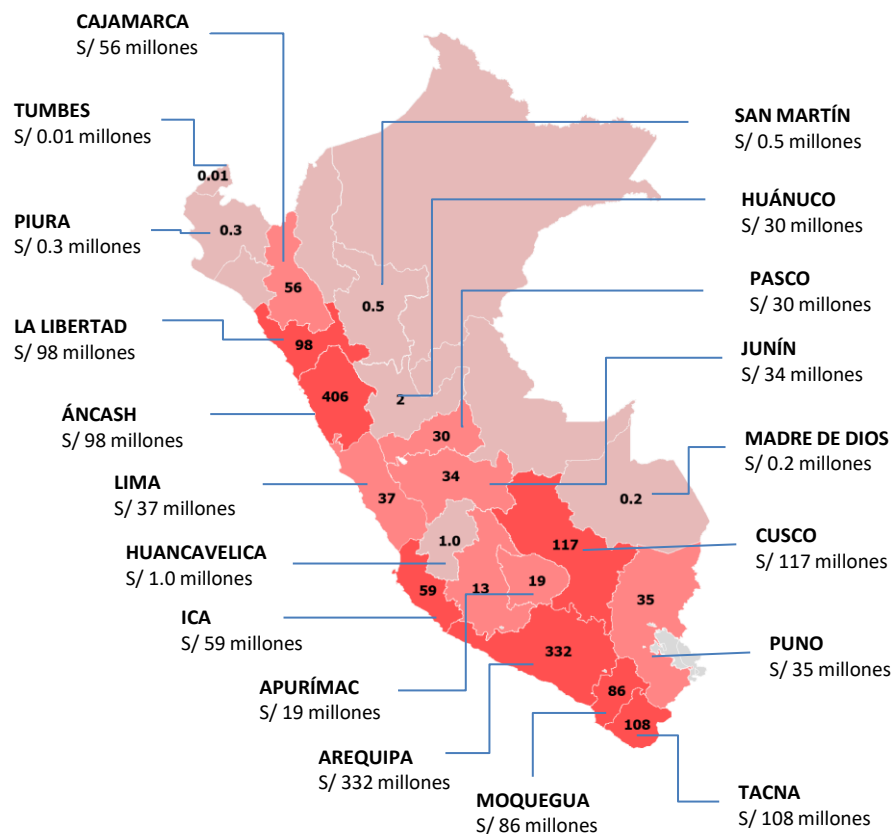 CAJAMARCA
S/ 56 millones
TUMBES
S/ 0.01 millones
PIURA
S/ 0.3 millones
LA LIBERTAD
S/ 98 millones
ÁNCASH
S/ 98 millones
LIMA
S/ 37 millones
HUANCAVELICA
S/ 1.0 millones
ICA
S/ 59 millones
APURÍMAC
S/ 19 millones
AREQUIPA
S/ 332 millones
MOQUEGUA
S/ 86 millones
SAN MARTÍN
S/ 0.5 millones
HUÁNUCO
S/ 30 millones
PASCO
S/ 30 millones
JUNÍN
S/ 34 millones
MADRE DE DIOS
S/ 0.2 millones
CUSCO
S/ 117 millones
PUNO
S/ 35 millones
TACNA
S/ 108 millones
0.01
0.3
56
0.5
98
406
2
30
34
37
0.2
1.0
117
59
13
19
35
332
86
108